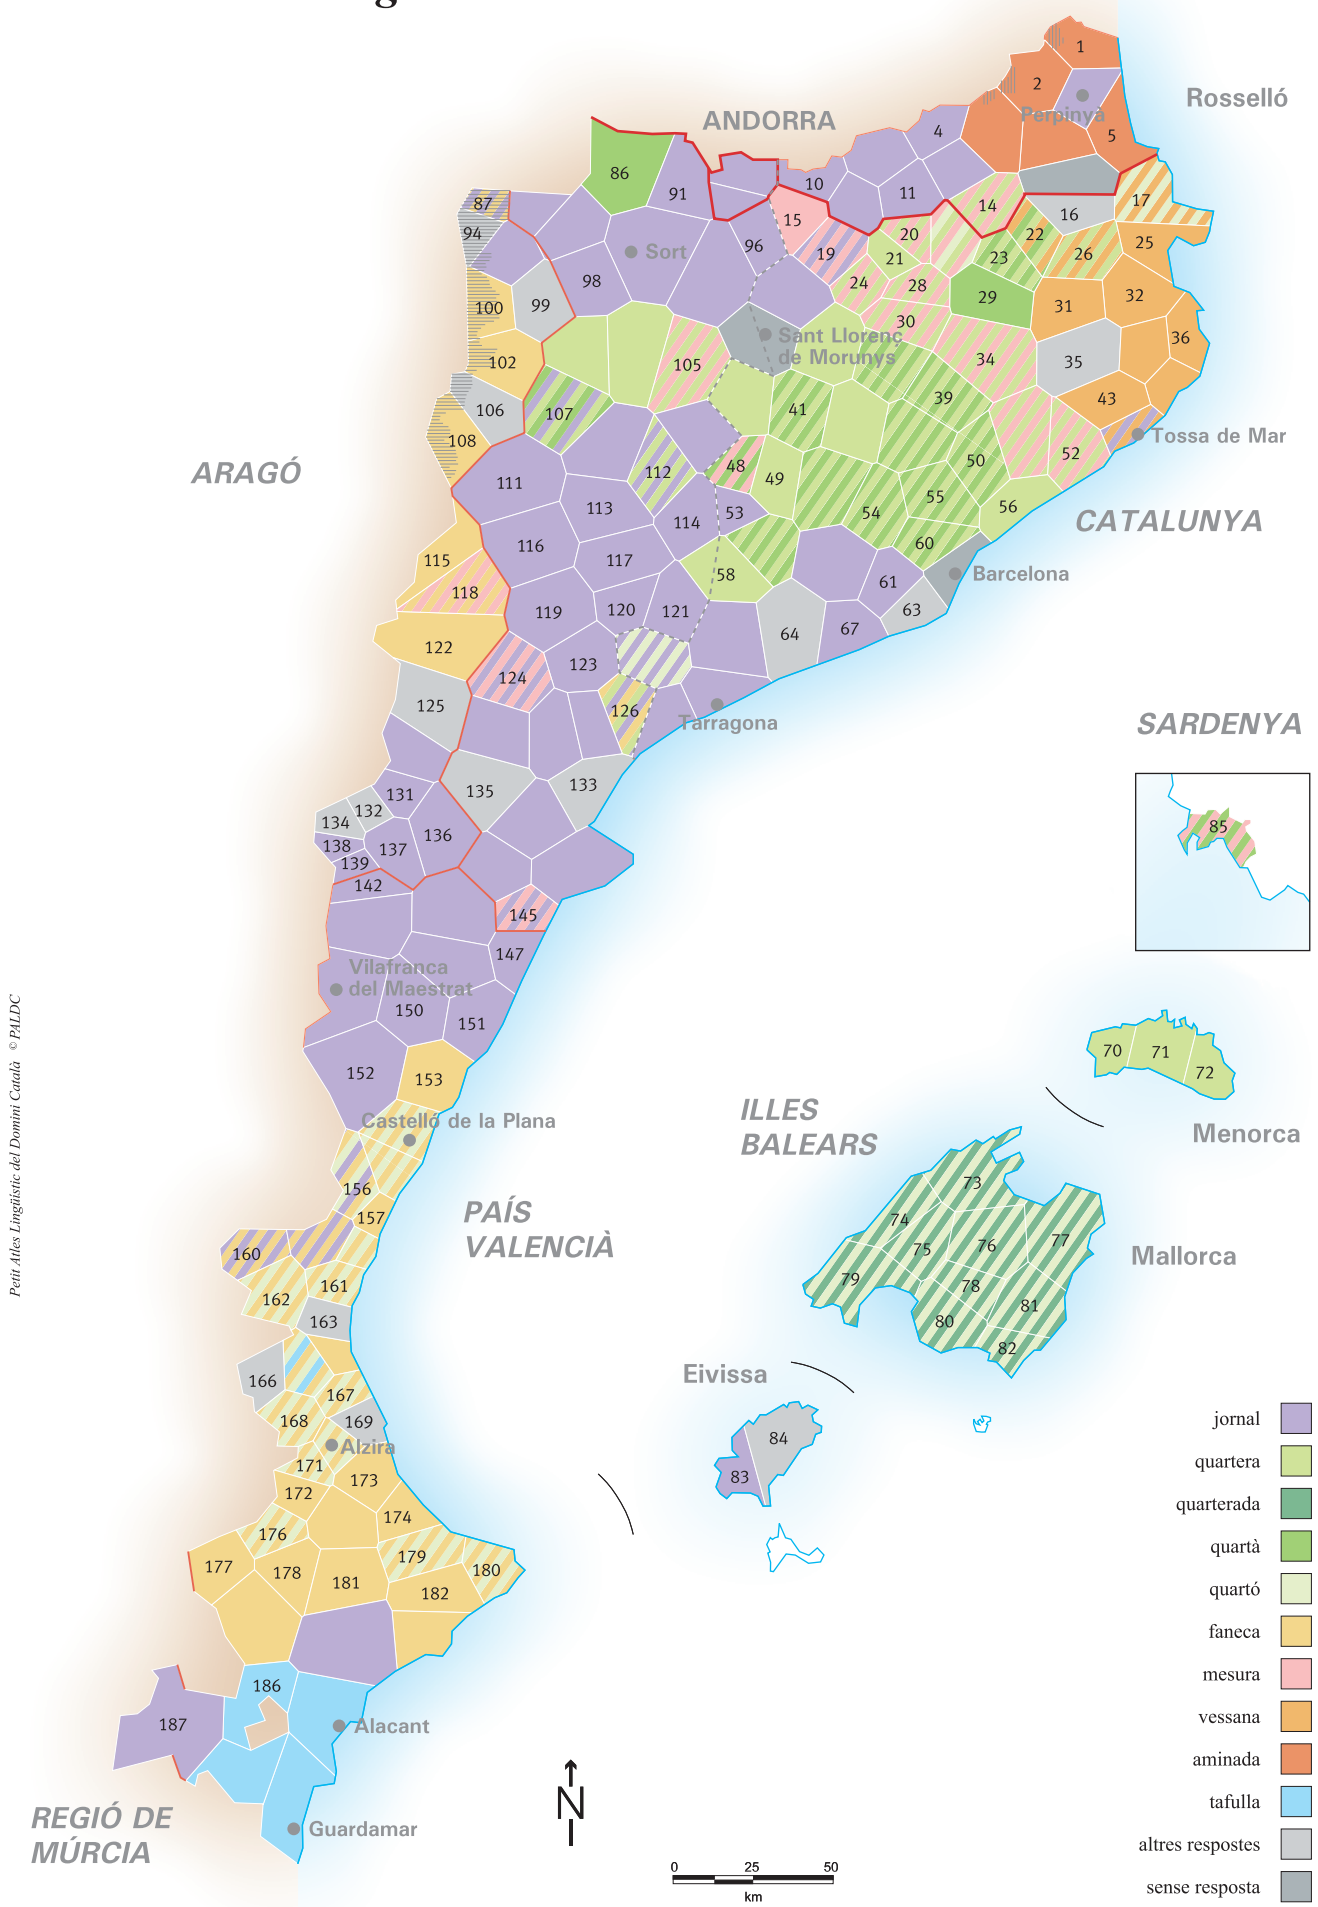 g
ANDORRA
Rosselló
1
2
Perpinyà
4
5
86
91
10
11
14
17
87
15
16
94
Sort
96
19
20
21
22
23
25
26
98
24
28
29
31
32
99
100
30
Sant Llorenç
de Morunys
34
35
36
102
105
39
43
106
107
41
Tossa de Mar
108
48
49
50
52
ARAGÓ
111
112
113
114
53
54
55
56
CATALUNYA
116
117
60
115
58
61
Barcelona
118
119
120
121
63
64
67
122
123
124
125
126
Tarragona
SARDENYA
131
132
133
134
135
136
85
137
138
139
142
145
147
Vilafranca
del Maestrat
150
151
152
153
70
71
72
ILLES
BALEARS
Menorca
Castelló de la Plana
156
157
PAÍS
VALENCIÀ
73
74
75
76
77
Mallorca
160
161
162
163
78
79
80
81
82
Eivissa
166
167
168
169
Alzira
83
84
171
172
173
174
176
177
178
179
180
181
182
186
187
Alacant
Guardamar
REGIÓ DE
MÚRCIA
N
0 25 50
km
jornal
quartera
quarterada
quartà
quartó
faneca
mesura
vessana
aminada
tafulla
altres respostes
sense resposta
Petit Atles Lingüístic del Domini Català © PALDC